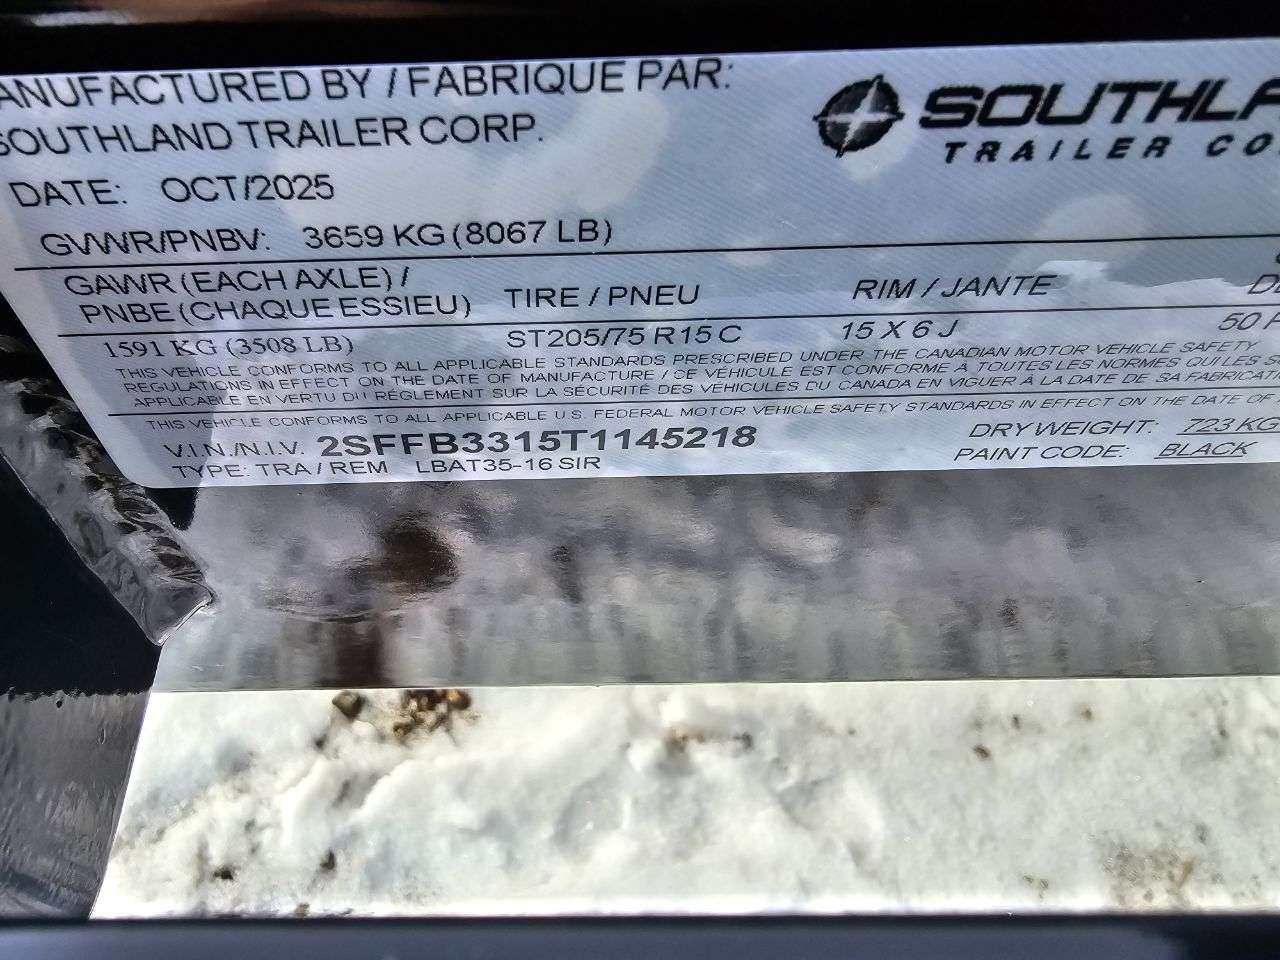 ANUFACTURED BY / FABRIQUE PAR:
SOUTHLAND TRAILER CORP.
SOUTHLA
TRAILER CO
DATE: OCT/2025
GVWR/PNBV: 3659 KG (8067 LB)
GAWR (EACH AXLE) /
PNBE (CHAQUE ESSIEU) TIRE / PNEU RIM / JANTE
1591 KG (3508 LB) ST205/75 R15 C 15 X 6 J 50 P
THIS VEHICLE CONFORMS TO ALL APPLICABLE STANDARDS PRESCRIBED UNDER THE CANADIAN MOTOR VEHICLE SAFETY
REGULATIONS IN EFFECT ON THE DATE OF MANUFACTURE / CE VÉHICULE EST CONFORME À TOUTES LES NORMES QUI LES S
APPLICABLE EN VERTU DU RÉGLEMENT SUR LA SÉCURITÉ DES VÉHICULES DU CANADA EN VIGUER À LA DATE DE SA FABRICATI
THIS VEHICLE CONFORMS TO ALL APPLICABLE U.S. FEDERAL MOTOR VEHICLE SAFETY STANDARDS IN EFFECT ON THE DATE OF
V.I.N./N.I.V. 2SFFB3315T1145218 DRY WEIGHT: 723 KG
TYPE: TRA / REM LBAT35-16 SIR PAINT CODE: BLACK